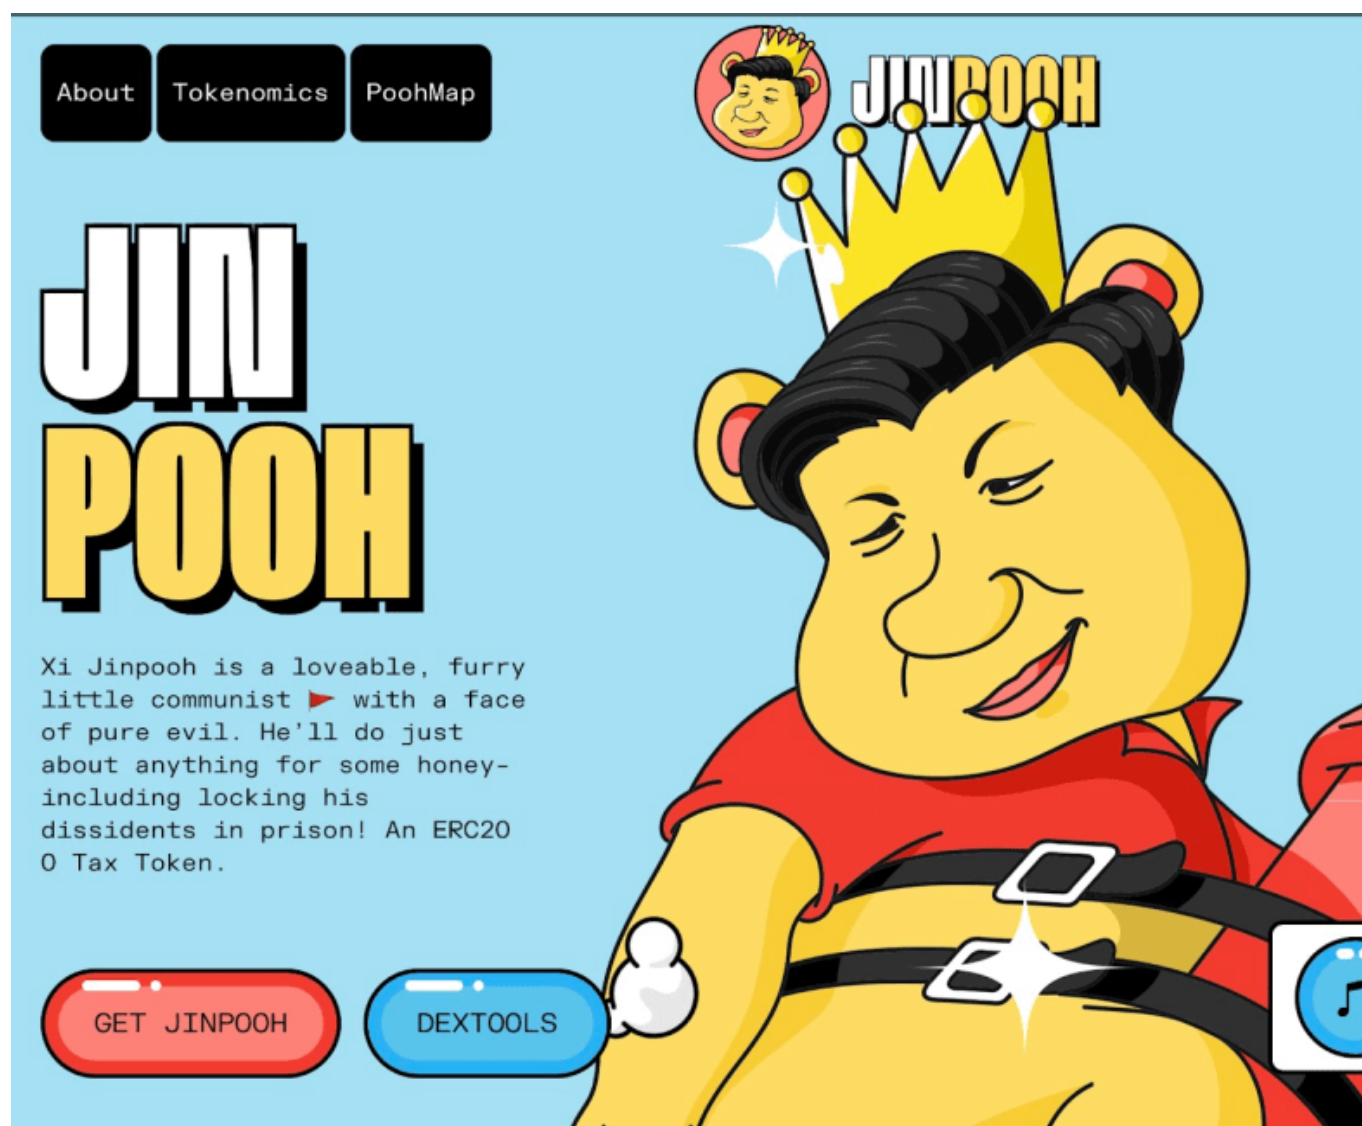 About
Tokenomics
PoohMap
JINPOOH
JIN
POOH
Xi Jinpooh is a loveable, furry
little communist 🚩 with a face
of pure evil. He'll do just
about anything for some honey-
including locking his
dissidents in prison! An ERC20
0 Tax Token.
GET JINPOOH
DEXTOOLS